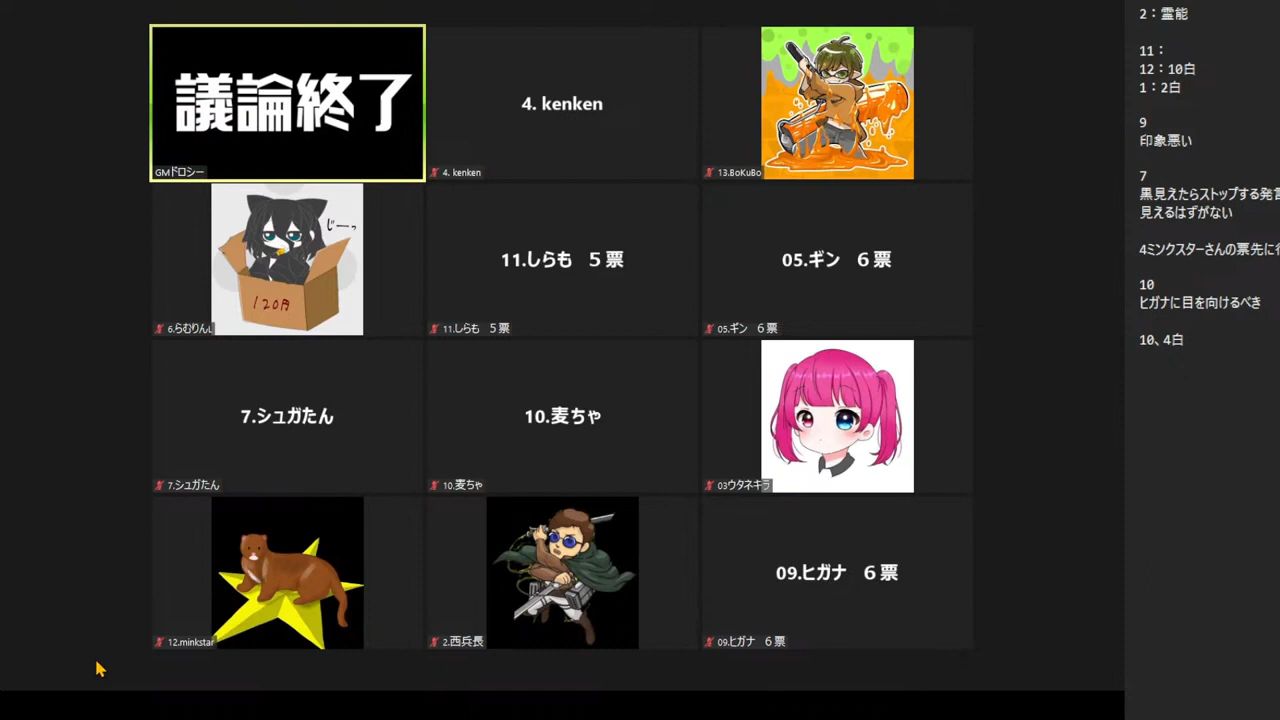 議論終了
GMドロシー
4. kenken
4. kenken
13.BoKuBo
じーっ
120円
6.らむりん
11.しらも 5票
11.しらも 5票
05.ギン 6票
05.ギン 6票
7.シュガたん
7.シュガたん
10.麦ちゃ
10.麦ちゃ
03ウタネキラ
12.minkstar
2.西兵長
09.ヒガナ 6票
09.ヒガナ 6票
2：霊能
11：
12：10白
1：2白
9
印象悪い
7
黒見えたらストップする発言
見えるはずがない
4ミンクスターさんの票先に
10
ヒガナに目を向けるべき
10、4白